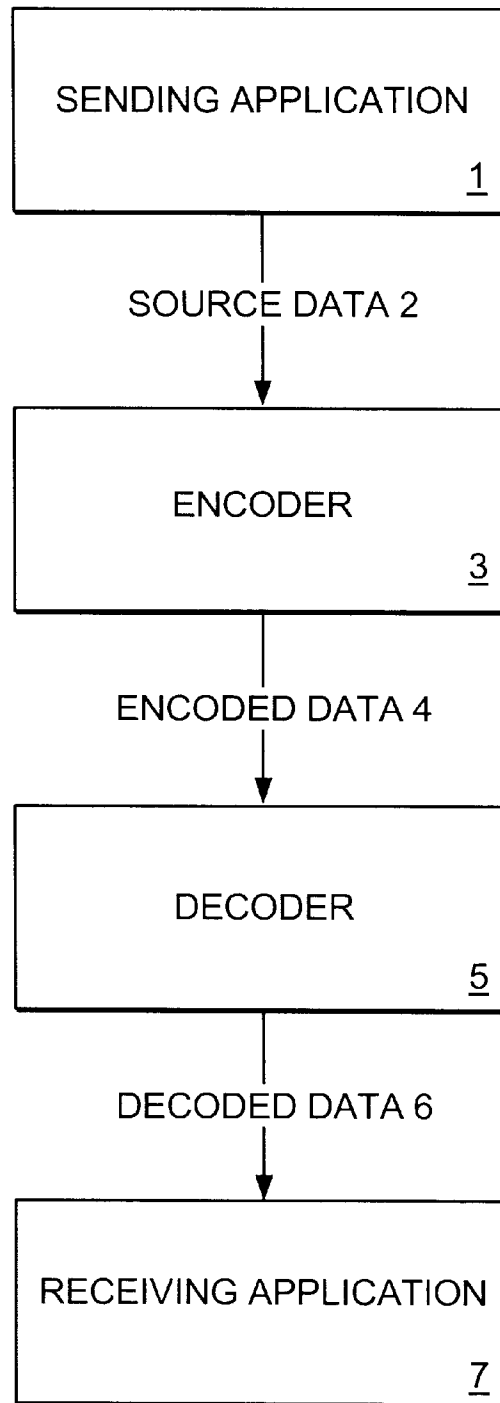 SENDING APPLICATION
1
SOURCE DATA 2
ENCODER
3
ENCODED DATA 4
DECODER
5
DECODED DATA 6
RECEIVING APPLICATION
7